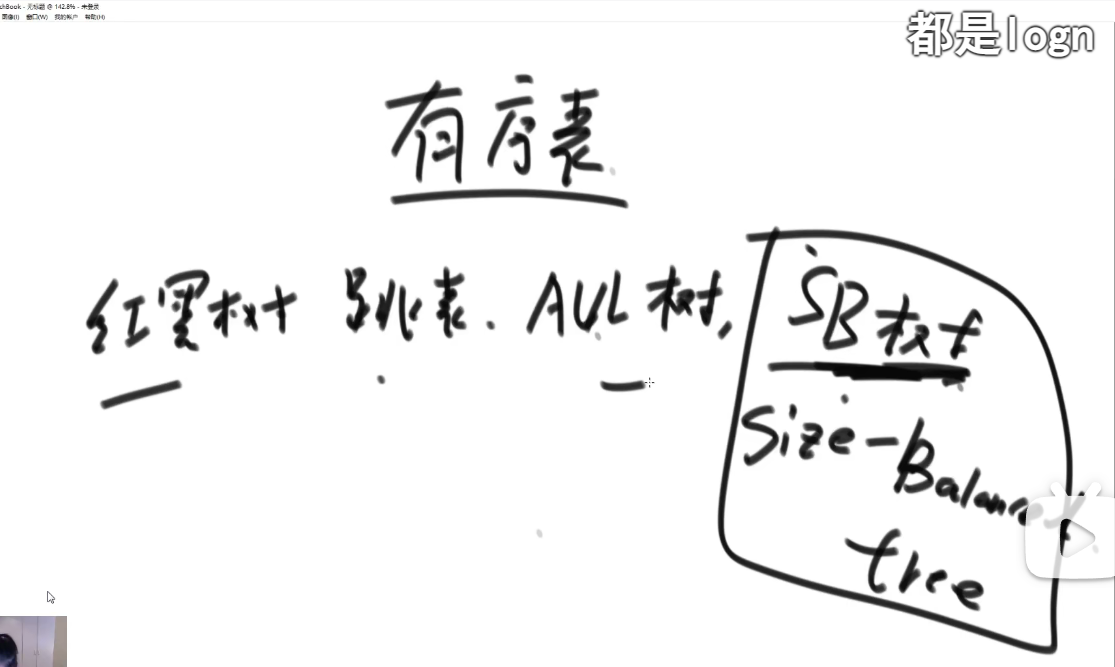 chBook - 无标题 @ 142.8% - 未登录
图像(I) 窗口(W) 我的帐户 帮助(H)
都是logn
有序表
红黑树 跳表. AVL树, SB树
Size-Balance
tree